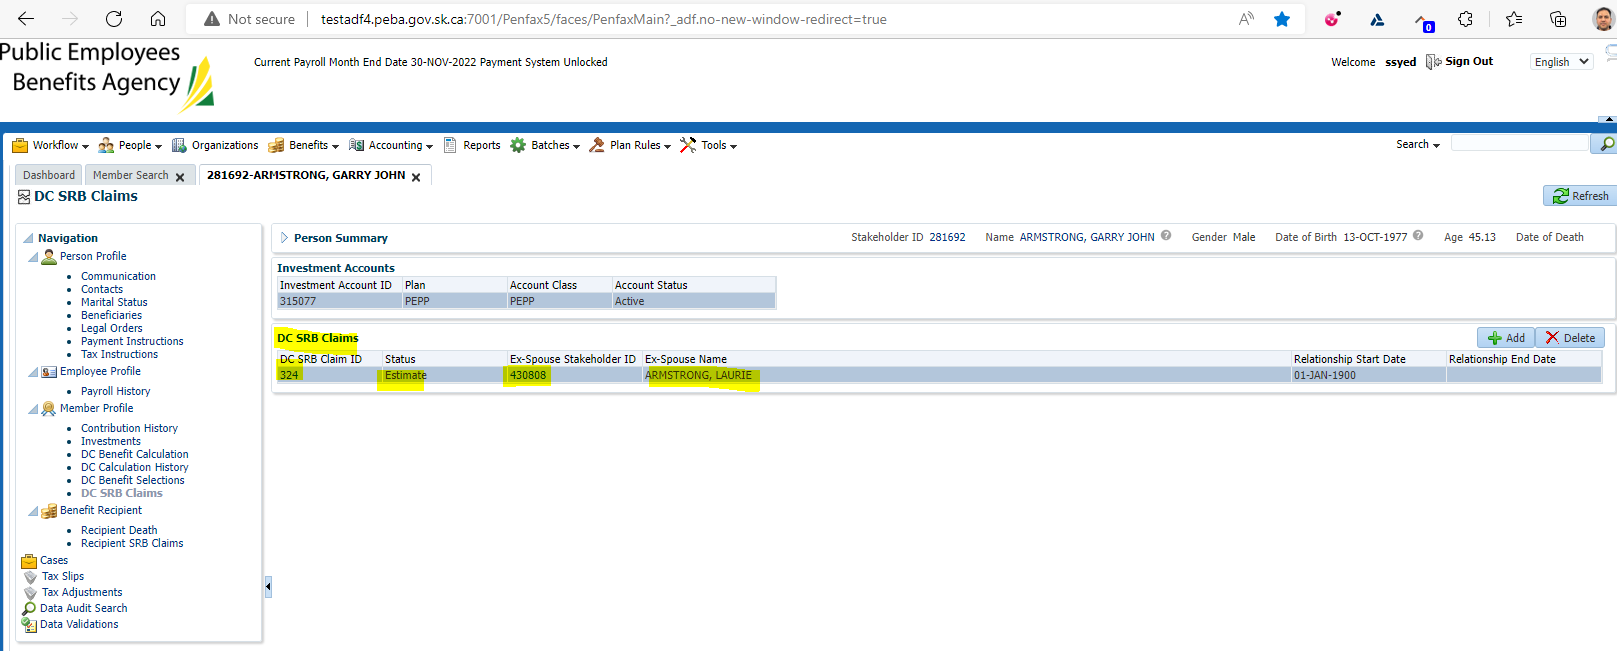 Not secure testadf4.peba.gov.sk.ca:7001/Penfax5/faces/PenfaxMain?_adf.no-new-window-redirect=true
0
Public Employees
Benefits Agency
Current Payroll Month End Date 30-NOV-2022 Payment System Unlocked
Welcome ssyed Sign Out English
Workflow People Organizations Benefits Accounting Reports Batches Plan Rules Tools Search
Dashboard Member Search 281692-ARMSTRONG, GARRY JOHN
DC SRB Claims
Refresh
Navigation
Person Profile
Communication
Contacts
Marital Status
Beneficiaries
Legal Orders
Payment Instructions
Tax Instructions
Employee Profile
Payroll History
Member Profile
Contribution History
Investments
DC Benefit Calculation
DC Calculation History
DC Benefit Selections
DC SRB Claims
Benefit Recipient
Recipient Death
Recipient SRB Claims
Cases
Tax Slips
Tax Adjustments
Data Audit Search
Data Validations
Person Summary Stakeholder ID 281692 Name ARMSTRONG, GARRY JOHN Gender Male Date of Birth 13-OCT-1977 Age 45.13 Date of Death
Investment Accounts
Investment Account ID Plan Account Class Account Status
315077 PEPP PEPP Active
DC SRB Claims
Add Delete
DC SRB Claim ID Status Ex-Spouse Stakeholder ID Ex-Spouse Name Relationship Start Date Relationship End Date
324 Estimate 430808 ARMSTRONG, LAURIE 01-JAN-1900